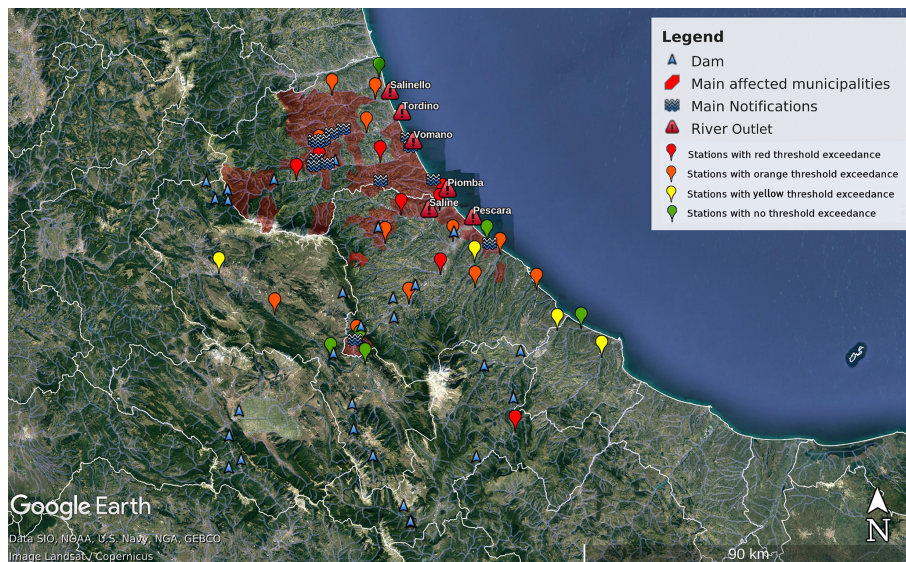 Legend
Dam
Main affected municipalities
Main Notifications
River Outlet
Stations with red threshold exceedance
Stations with orange threshold exceedance
Stations with yellow threshold exceedance
Stations with no threshold exceedance
Salinello
Tordino
Vomano
Piomba
Saline
Pescara
Google Earth
Data SIO, NOAA, U.S. Navy, NGA, GEBCO
Image Landsat / Copernicus
90 km
N